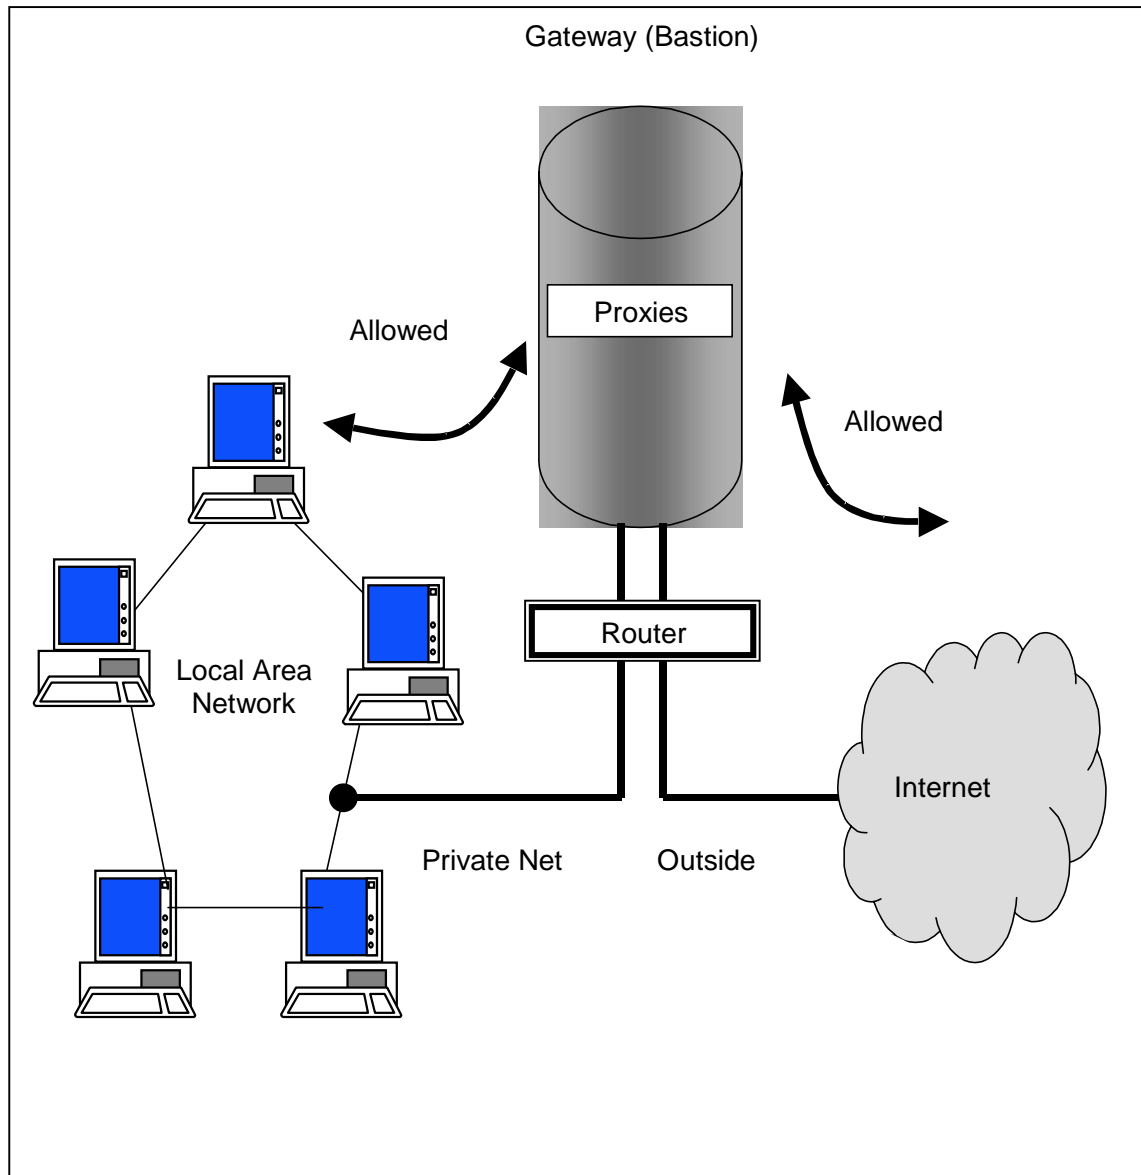 Gateway (Bastion)
Proxies
Allowed
Allowed
Router
Local Area
Network
Internet
Private Net
Outside